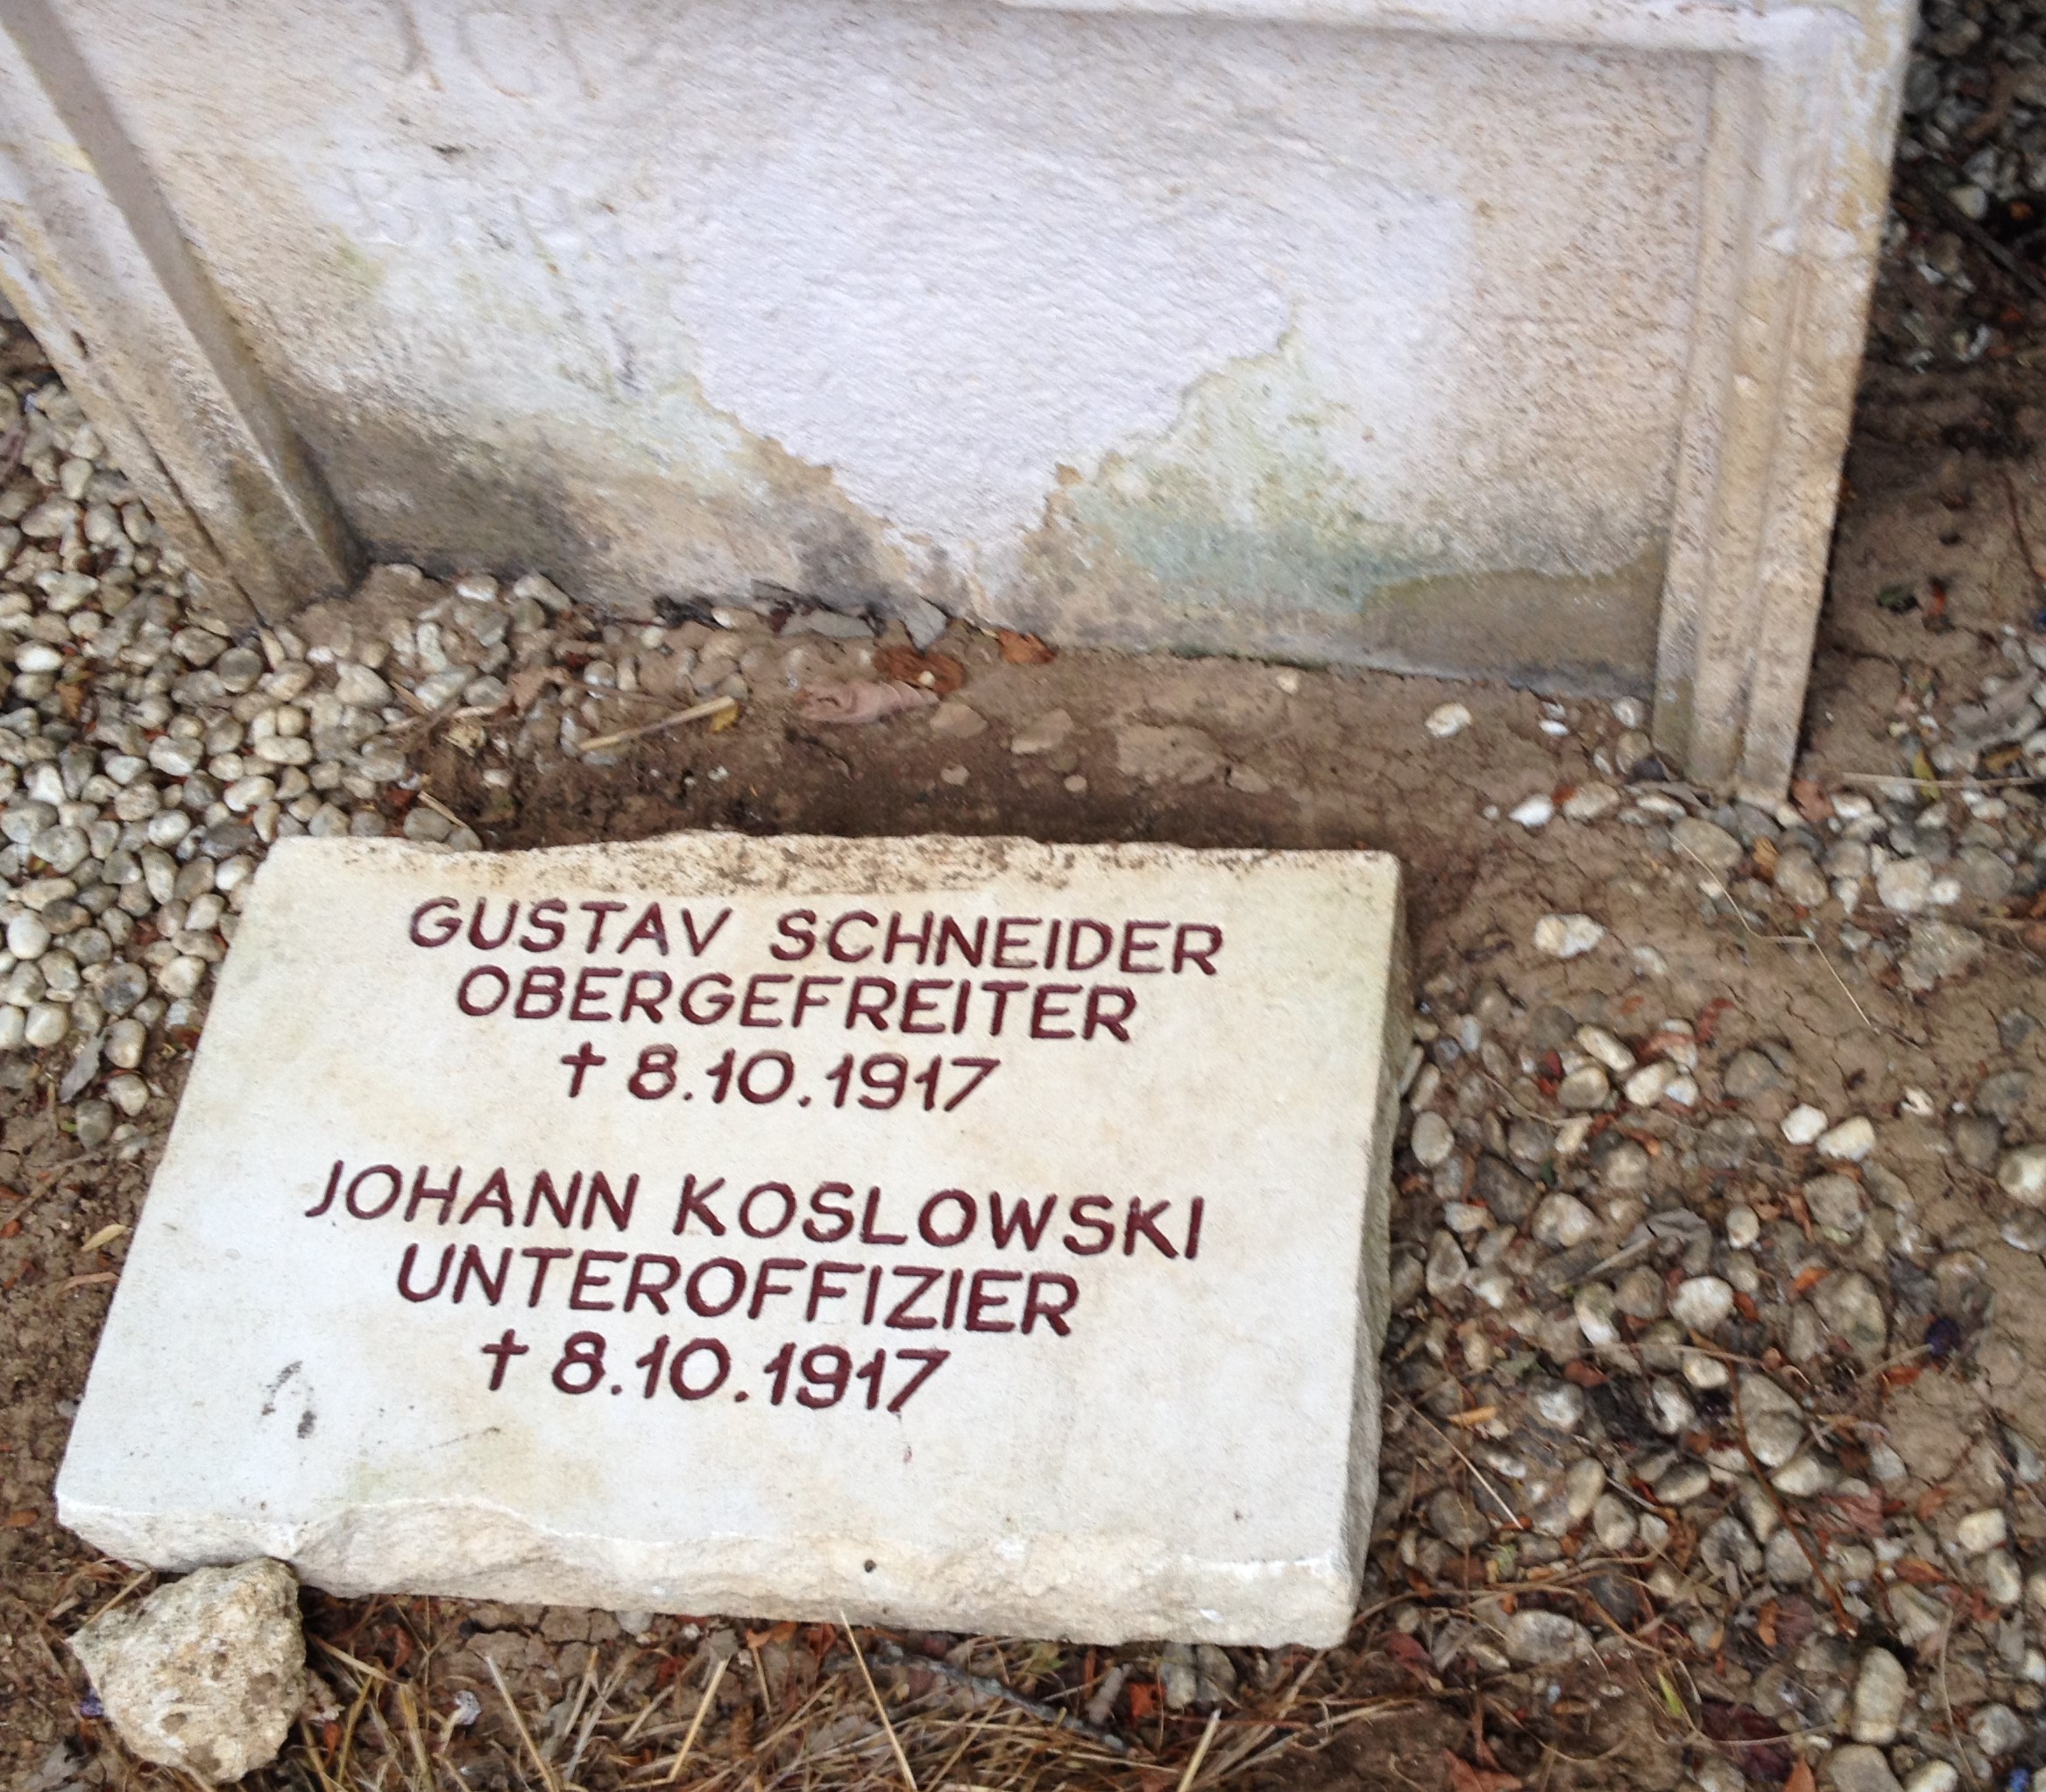 GUSTAV SCHNEIDER
OBERGEFREITER
† 8.10.1917
JOHANN KOSLOWSKI
UNTEROFFIZIER
† 8.10.1917